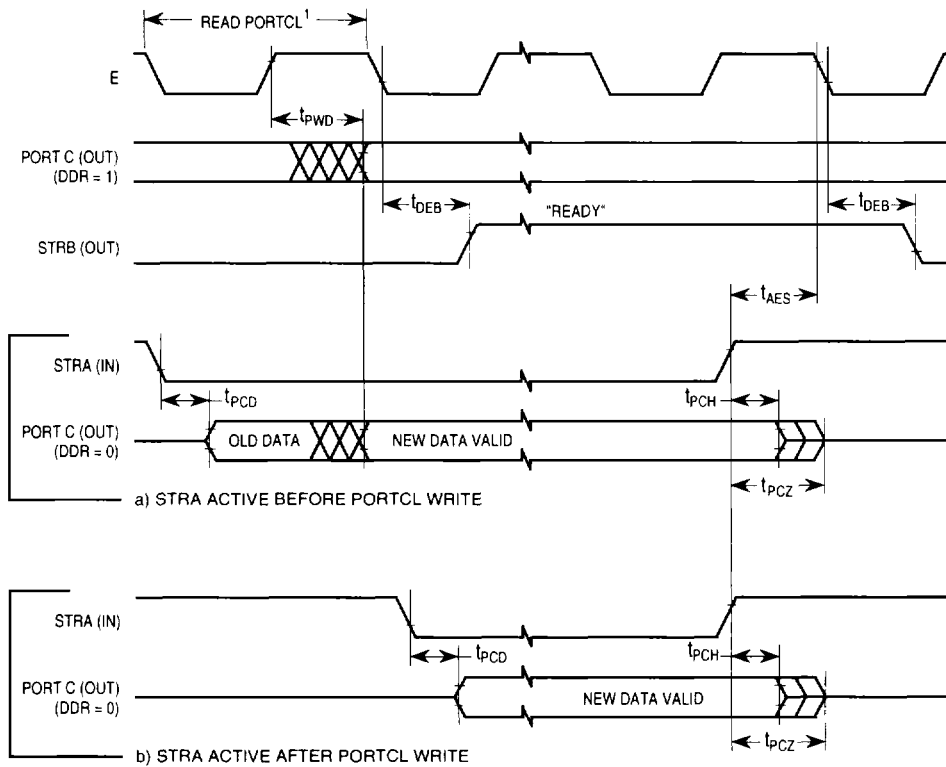 READ PORTCL1
E
tPWD
PORT C (OUT)
(DDR = 1)
tDEB
"READY"
tDEB
STRB (OUT)
tAES
STRA (IN)
tPCD
tPCH
PORT C (OUT)
(DDR = 0)
OLD DATA
NEW DATA VALID
tPCZ
a) STRA ACTIVE BEFORE PORTCL WRITE
STRA (IN)
tPCD
tPCH
PORT C (OUT)
(DDR = 0)
NEW DATA VALID
tPCZ
b) STRA ACTIVE AFTER PORTCL WRITE